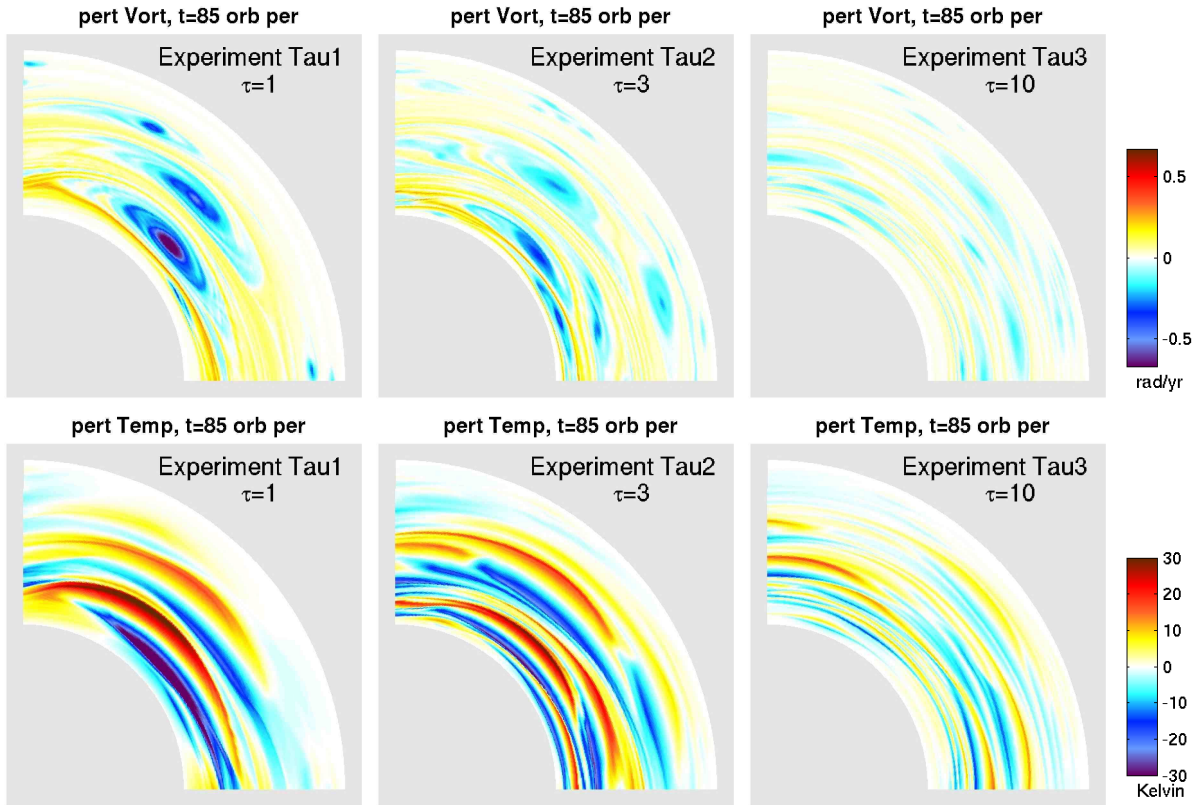 pert Vort, t=85 orb per
pert Vort, t=85 orb per
pert Vort, t=85 orb per
Experiment Tau1
τ=1
Experiment Tau2
τ=3
Experiment Tau3
τ=10
0.5
0
-0.5
rad/yr
pert Temp, t=85 orb per
pert Temp, t=85 orb per
pert Temp, t=85 orb per
Experiment Tau1
τ=1
Experiment Tau2
τ=3
Experiment Tau3
τ=10
30
20
10
0
-10
-20
-30
Kelvin